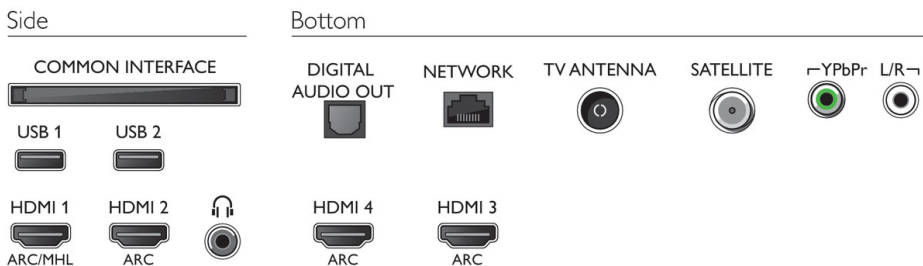 Side
COMMON INTERFACE
USB 1 USB 2
HDMI 1 HDMI 2
ARC/MHL ARC
Bottom
DIGITAL
AUDIO OUT
NETWORK
TV ANTENNA
SATELLITE
YPbPr L/R
HDMI 4 HDMI 3
ARC ARC